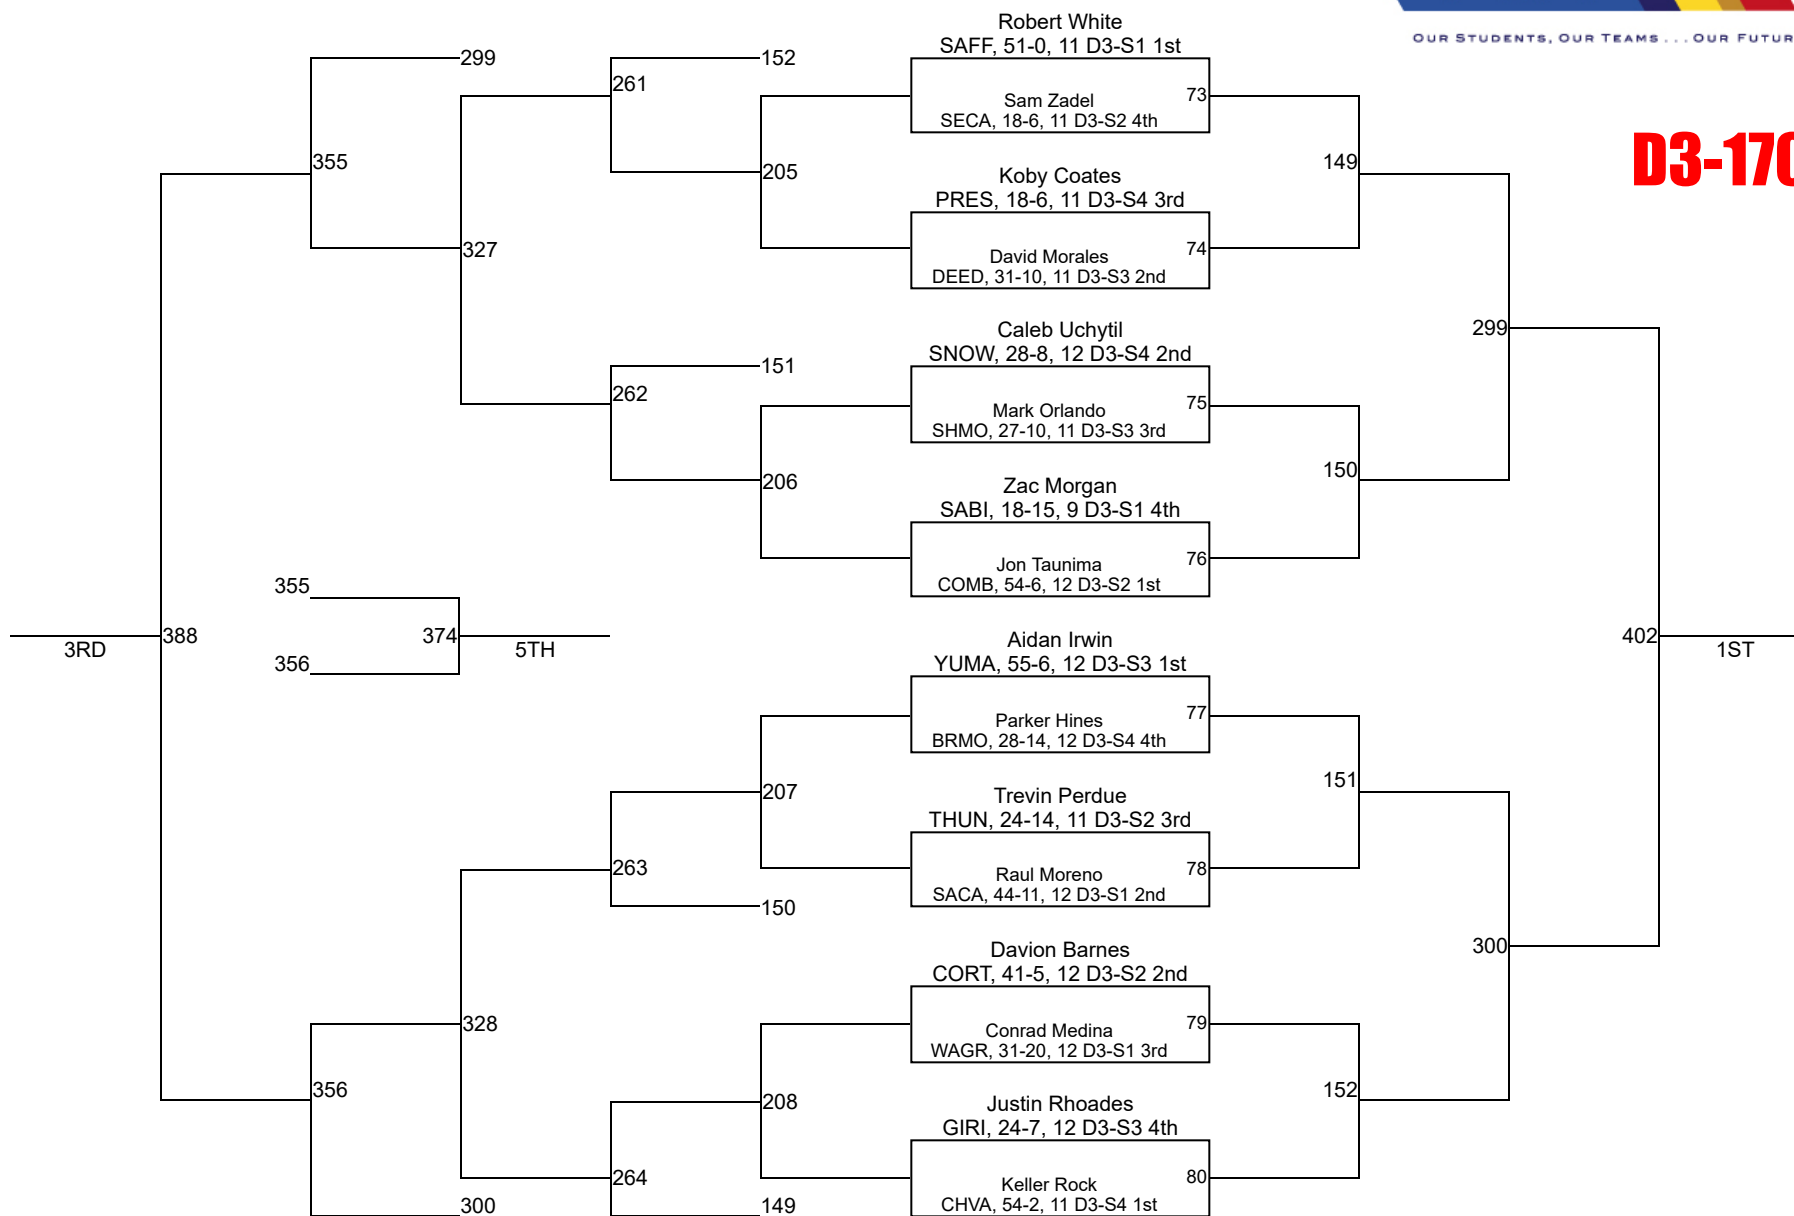 OUR STUDENTS, OUR TEAMS...OUR FUTUR
D3-170
Robert White
SAFF, 51-0, 11 D3-S1 1st
Sam Zadel
SECA, 18-6, 11 D3-S2 4th
73
Koby Coates
PRES, 18-6, 11 D3-S4 3rd
David Morales
DEED, 31-10, 11 D3-S3 2nd
74
Caleb Uchytil
SNOW, 28-8, 12 D3-S4 2nd
Mark Orlando
SHMO, 27-10, 11 D3-S3 3rd
75
Zac Morgan
SABI, 18-15, 9 D3-S1 4th
Jon Taunima
COMB, 54-6, 12 D3-S2 1st
76
Aidan Irwin
YUMA, 55-6, 12 D3-S3 1st
Parker Hines
BRMO, 28-14, 12 D3-S4 4th
77
Trevin Perdue
THUN, 24-14, 11 D3-S2 3rd
Raul Moreno
SACA, 44-11, 12 D3-S1 2nd
78
Davion Barnes
CORT, 41-5, 12 D3-S2 2nd
Conrad Medina
WAGR, 31-20, 12 D3-S1 3rd
79
Justin Rhoades
GIRI, 24-7, 12 D3-S3 4th
Keller Rock
CHVA, 54-2, 11 D3-S4 1st
80
149
150
151
152
299
300
402
1ST
152
205
151
206
207
150
208
149
261
262
263
264
299
327
328
300
355
356
355
356
374
5TH
388
3RD